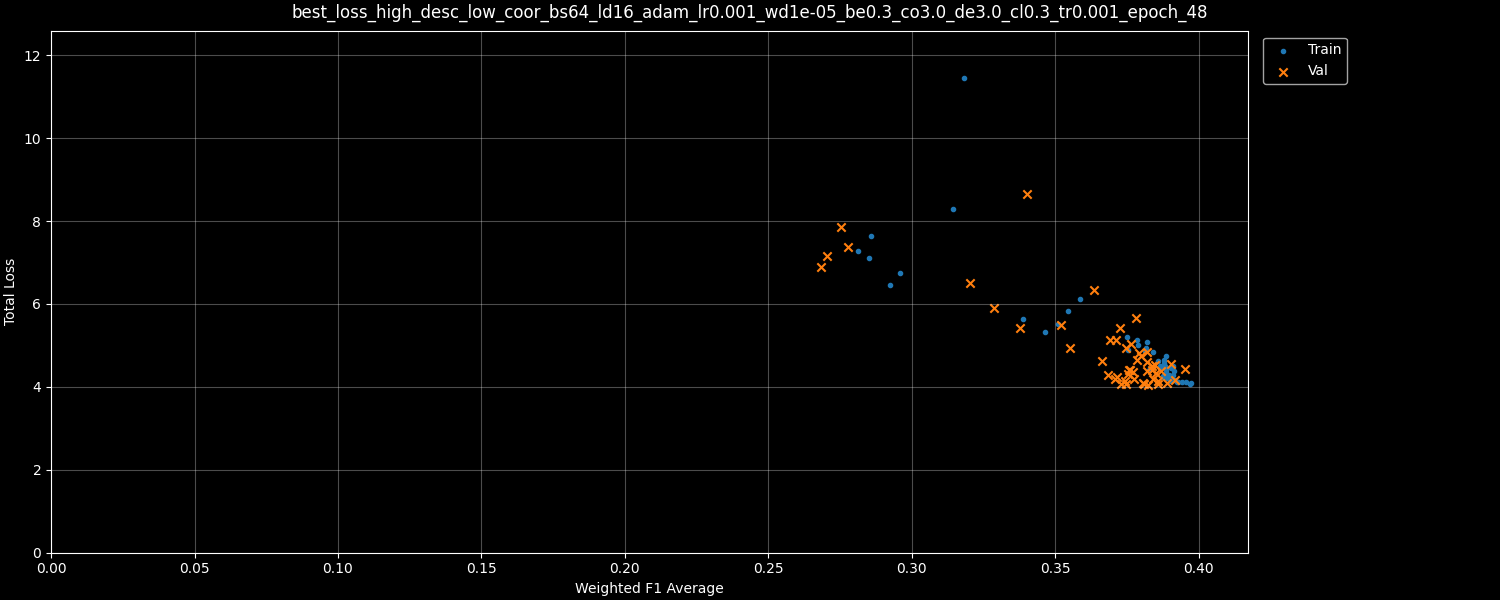 best_loss_high_desc_low_coor_bs64_ld16_adam_lr0.001_wd1e-05_be0.3_co3.0_de3.0_cl0.3_tr0.001_epoch_48
Train
Val
12
10
8
6
4
2
0
Total Loss
0.00 0.05 0.10 0.15 0.20 0.25 0.30 0.35 0.40
Weighted F1 Average